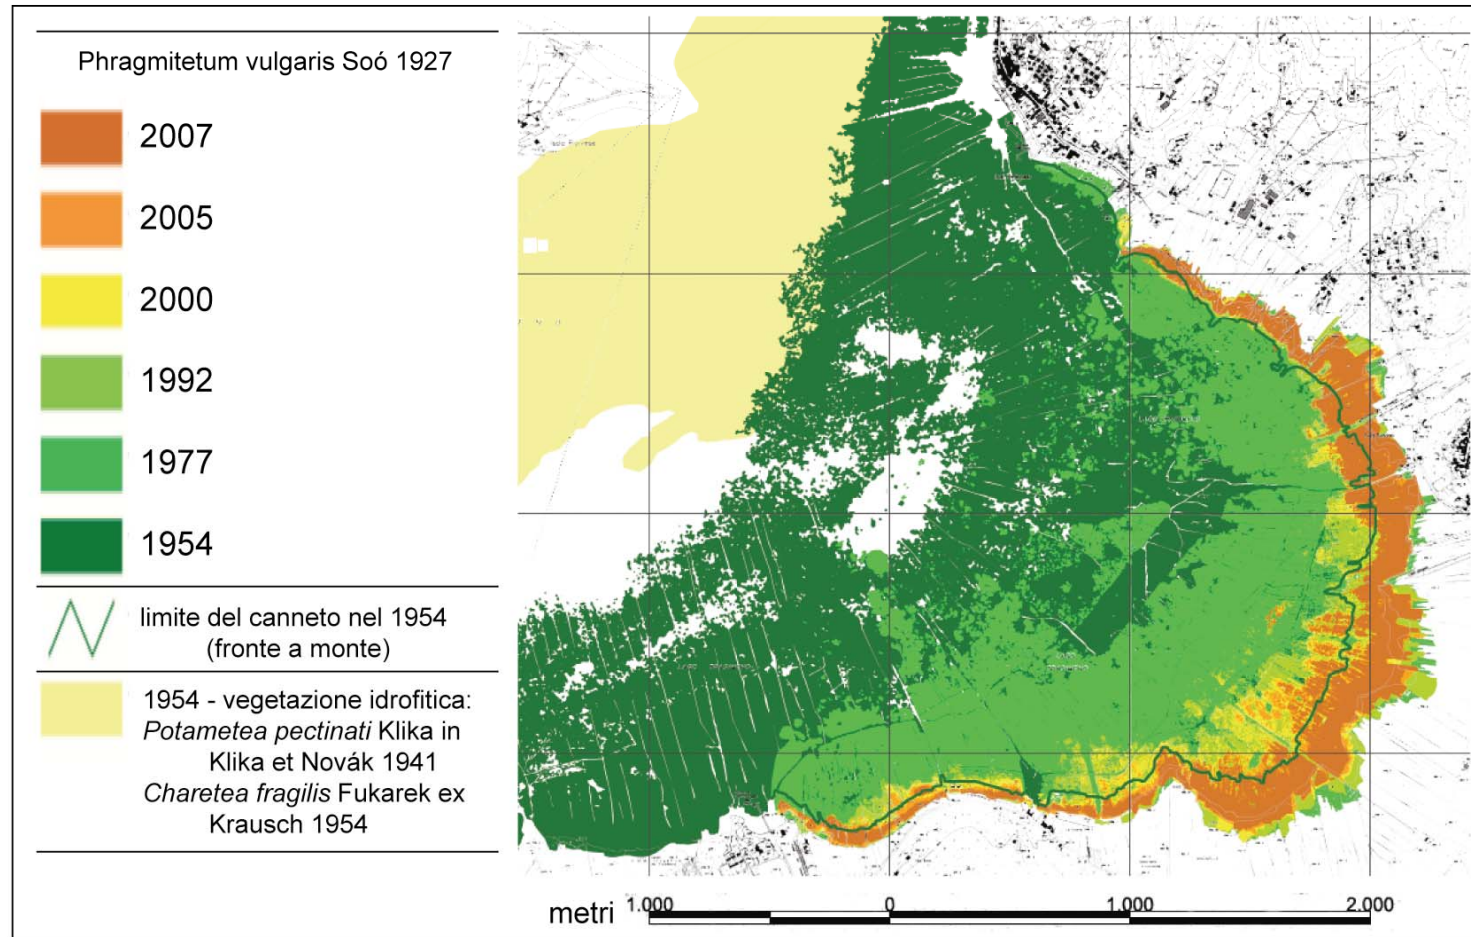 Phragmitetum vulgaris Soó 1927
2007
2005
2000
1992
1977
1954
limite del canneto nel 1954
(fronte a monte)
1954 - vegetazione idrofitica:
Potametea pectinati Klika in
Klika et Novák 1941
Charetea fragilis Fukarek ex
Krausch 1954
metri 1.000 0 1.000 2.000